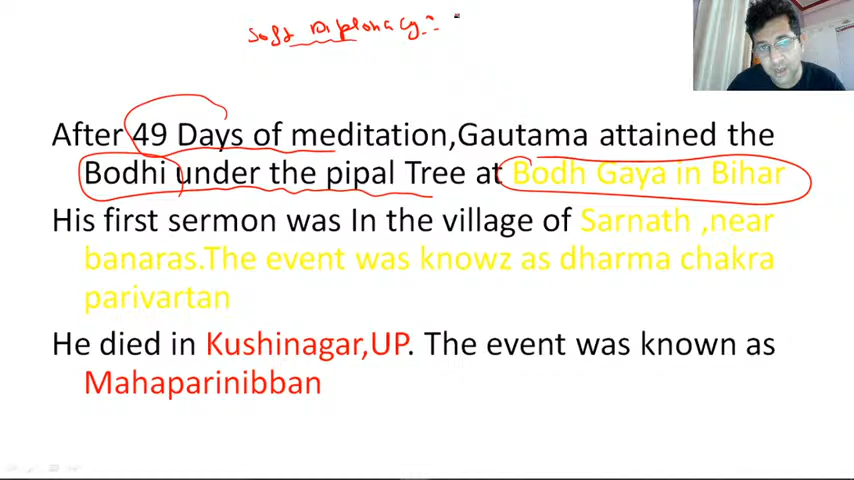 Soft Diplomacy:
After 49 Days of meditation,Gautama attained the
Bodhi under the pipal Tree at Bodh Gaya in Bihar
His first sermon was In the village of Sarnath ,near
banaras.The event was knowz as dharma chakra
parivartan
He died in Kushinagar,UP. The event was known as
Mahaparinibban